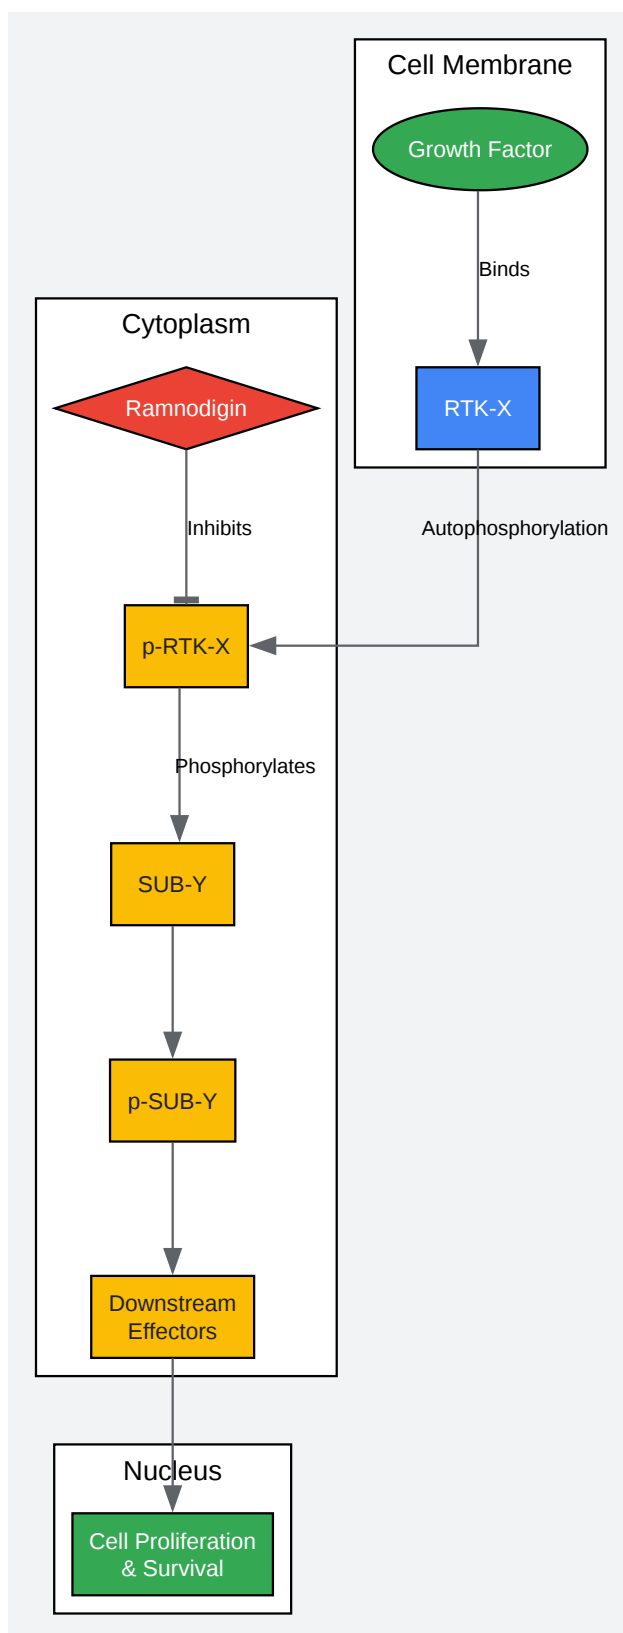 Cell Membrane
Growth Factor
Binds
RTK-X
Autophosphorylation
Cytoplasm
Ramnodigin
Inhibits
p-RTK-X
Phosphorylates
SUB-Y
p-SUB-Y
Downstream
Effectors
Nucleus
Cell Proliferation
& Survival